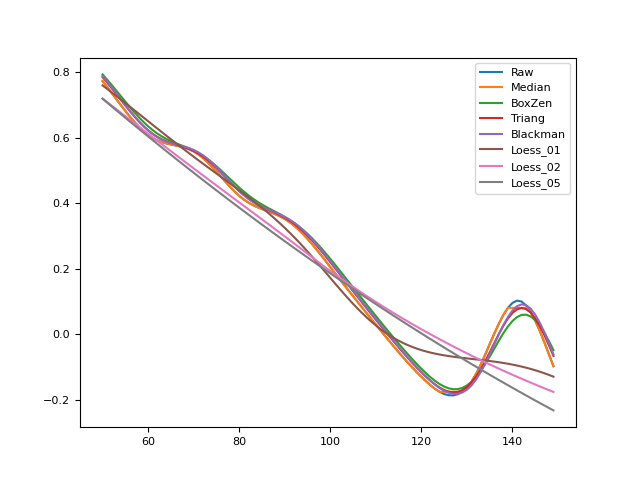 0.8
0.6
0.4
0.2
0.0
−0.2
60
80
100
120
140
Raw
Median
BoxZen
Triang
Blackman
Loess_01
Loess_02
Loess_05